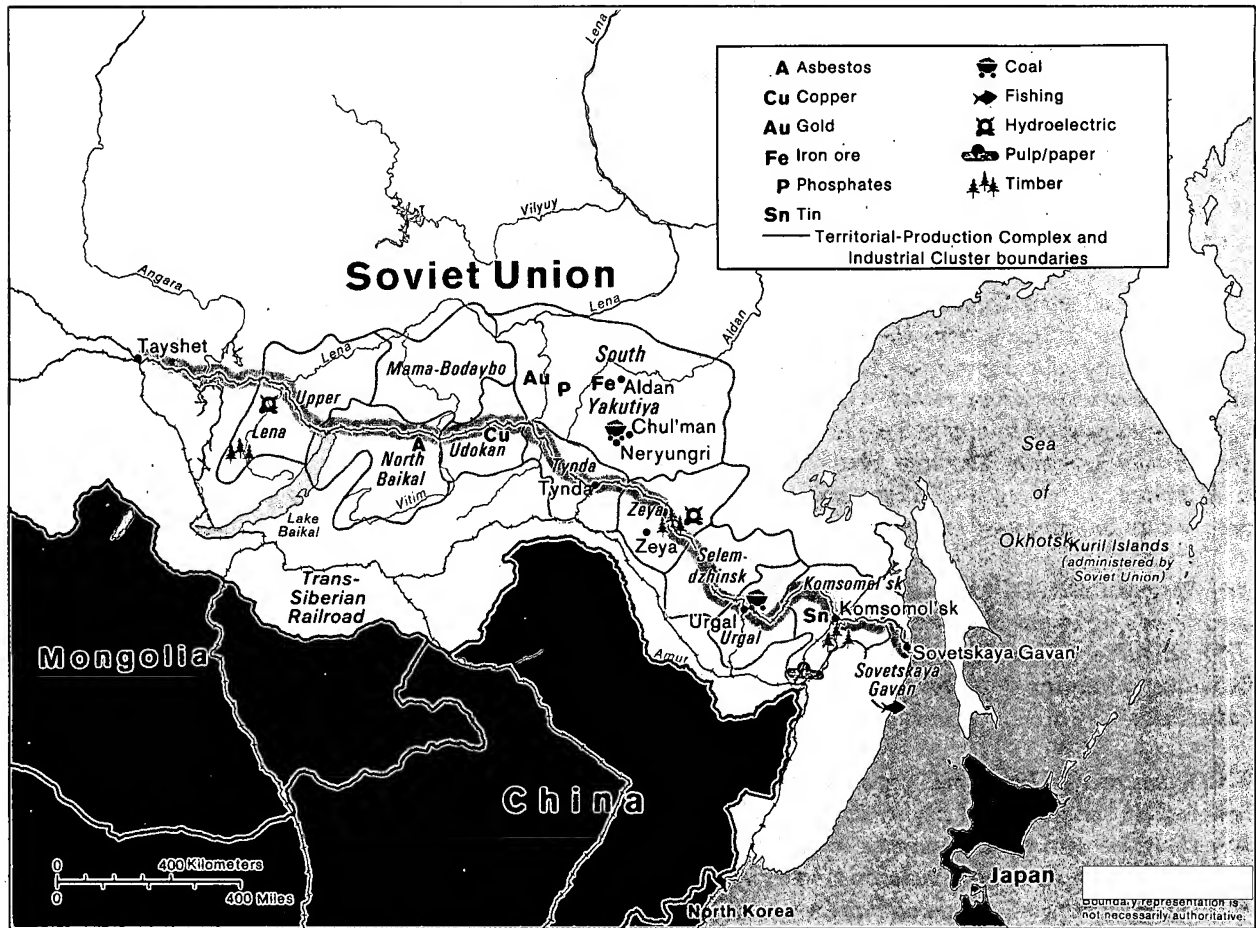 Lena
A Asbestos
Cu Copper
Au Gold
Fe Iron ore
P Phosphates
Sn Tin
Coal
Fishing
Hydroelectric
Pulp/paper
Timber
Territorial-Production Complex and
Industrial Cluster boundaries
Vilyuy
Angara
Soviet Union
Lena
Aldan
Tayshet
Lena
Mama-Bodaybo
South
Yakutiya
Au
P
Fe
Aldan
Chul'man
Neryungri
Upper
Lena
A
Cu
Udokan
North
Baikal
Vitim
Tynda
Tynda
Lake
Baikal
Zeya
Zeya
Selem-
dzhinsk
Sea
of
Okhotsk
Kuril Islands
(administered by
Soviet Union)
Trans-
Siberian
Railroad
Komsomol'sk
Komsomol'sk
Sn
Urgal
Urgal
Amur
Sovetskaya Gavan'
Sovetskaya
Gavan
Mongolia
China
0 400 Kilometers
0 400 Miles
North Korea
Japan
Boundary representation is
not necessarily authoritative.